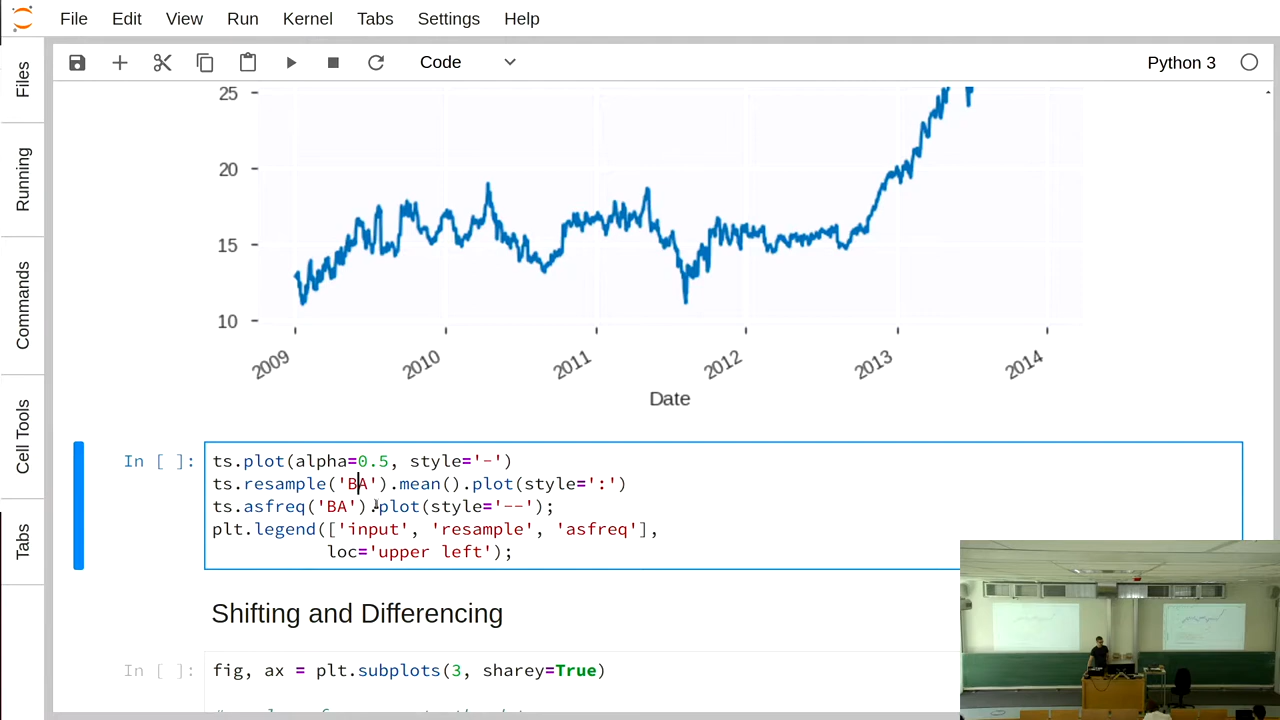 File Edit View Run Kernel Tabs Settings Help
Code Python 3
Files
Running
Commands
Cell Tools
Tabs
25
20
15
10
2009 2010 2011 2012 2013 2014
Date
In [ ]:
ts.plot(alpha=0.5, style='-')
ts.resample('BA').mean().plot(style=':')
ts.asfreq('BA').plot(style='--');
plt.legend(['input', 'resample', 'asfreq'],
loc='upper left');
Shifting and Differencing
In [ ]:
fig, ax = plt.subplots(3, sharey=True)